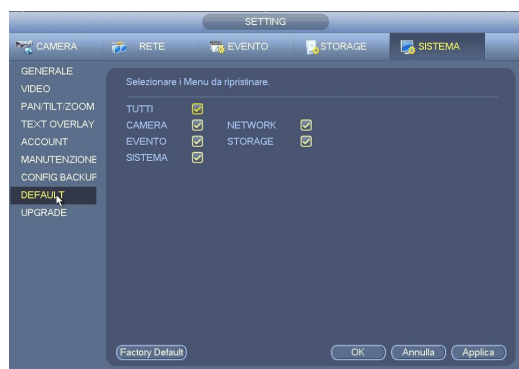 SETTING
CAMERA RETE EVENTO STORAGE SISTEMA
GENERALE
VIDEO
PAN/TILT/ZOOM
TEXT OVERLAY
ACCOUNT
MANUTENZIONE
CONFIG BACKUF
DEFAULT
UPGRADE
Selezionare i Menu da ripristinare.
TUTTI
CAMERA NETWORK
EVENTO STORAGE
SISTEMA
Factory Default OK Annulla Applica